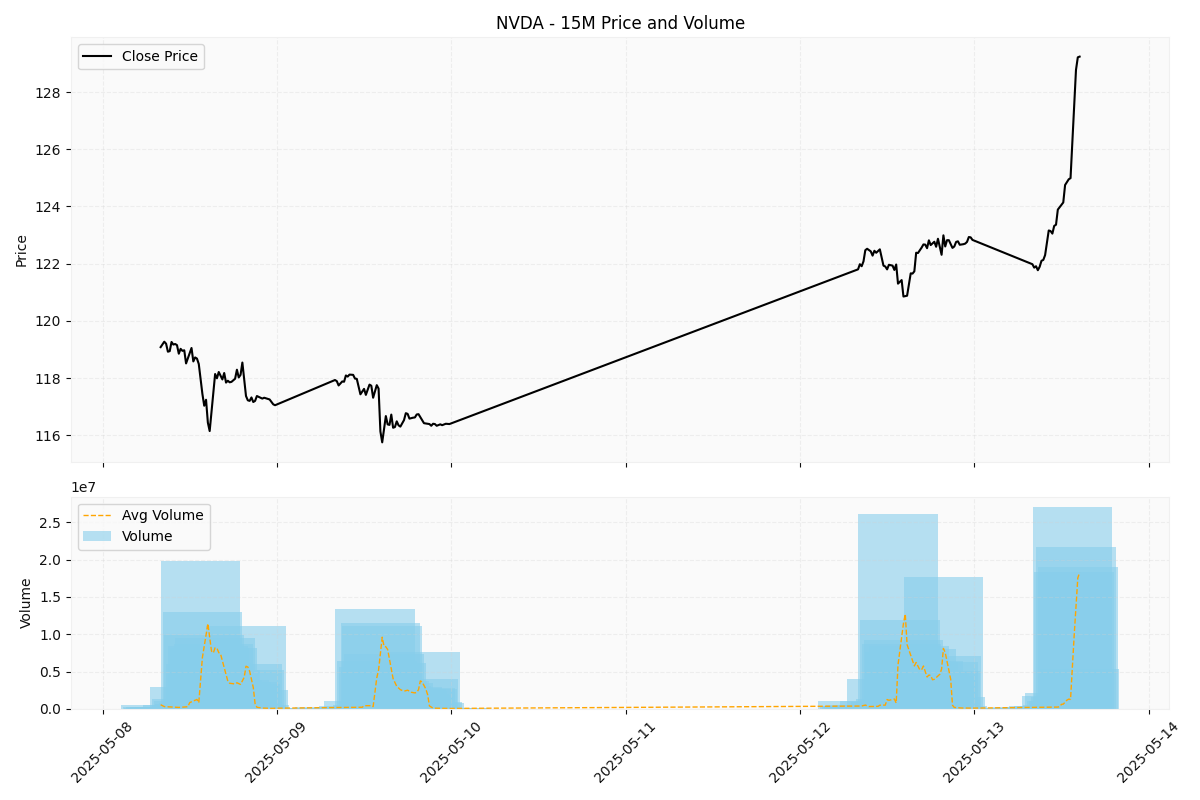 NVDA - 15M Price and Volume
Close Price
Price
128
126
124
122
120
118
116
1e7
Avg Volume
Volume
Volume
2.5
2.0
1.5
1.0
0.5
0.0
2025-05-08
2025-05-09
2025-05-10
2025-05-11
2025-05-12
2025-05-13
2025-05-14